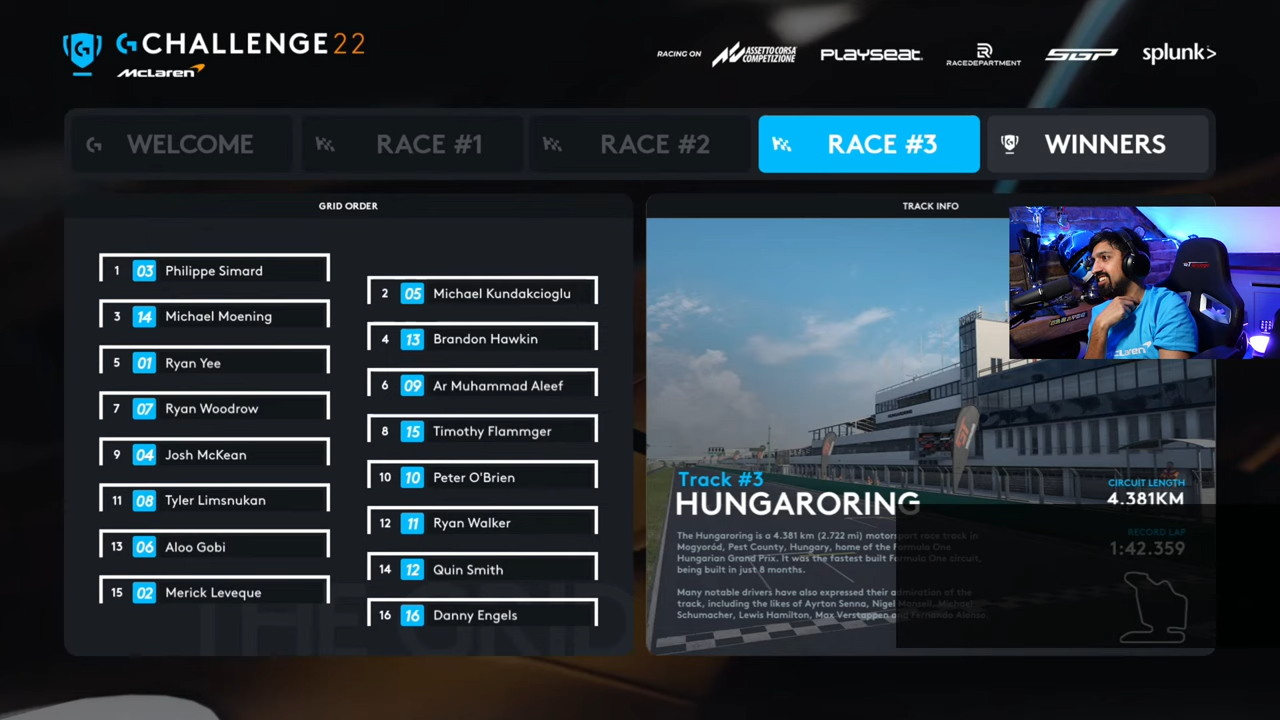 CHALLENGE 22
McLaren
RACING ON
ASSETTO CORSA
COMPETIZIONE
PLAYSEAT
RACEDEPARTMENT
SGP
splunk>
WELCOME
RACE #1
RACE #2
RACE #3
WINNERS
GRID ORDER
1 03 Philippe Simard
2 05 Michael Kundakcioglu
3 14 Michael Moening
4 13 Brandon Hawkin
5 01 Ryan Yee
6 09 Ar Muhammad Aleef
7 07 Ryan Woodrow
8 15 Timothy Flammger
9 04 Josh McKean
10 10 Peter O'Brien
11 08 Tyler Limsnukan
12 11 Ryan Walker
13 06 Aloo Gobi
14 12 Quin Smith
15 02 Merick Leveque
16 16 Danny Engels
THE GRID
TRACK INFO
Track #3
HUNGARORING
The Hungaroring is a 4.381 km (2.722 mi) motorsport race track in
Mogyoród, Pest County, Hungary, home of the Formula One
Hungarian Grand Prix. It was the fastest built Formula One circuit,
being built in just 8 months.
Many notable drivers have also expressed their admiration of the
track, including the likes of Ayrton Senna, Nigel Mansell, Michael
Schumacher, Lewis Hamilton, Max Verstappen and Fernando Alonso.
CIRCUIT LENGTH
4.381KM
RECORD LAP
1:42.359
McLaren